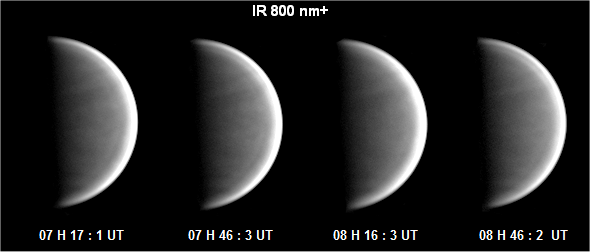 IR 800 nm+
07 H 17 : 1 UT
07 H 46 : 3 UT
08 H 16 : 3 UT
08 H 46 : 2  UT